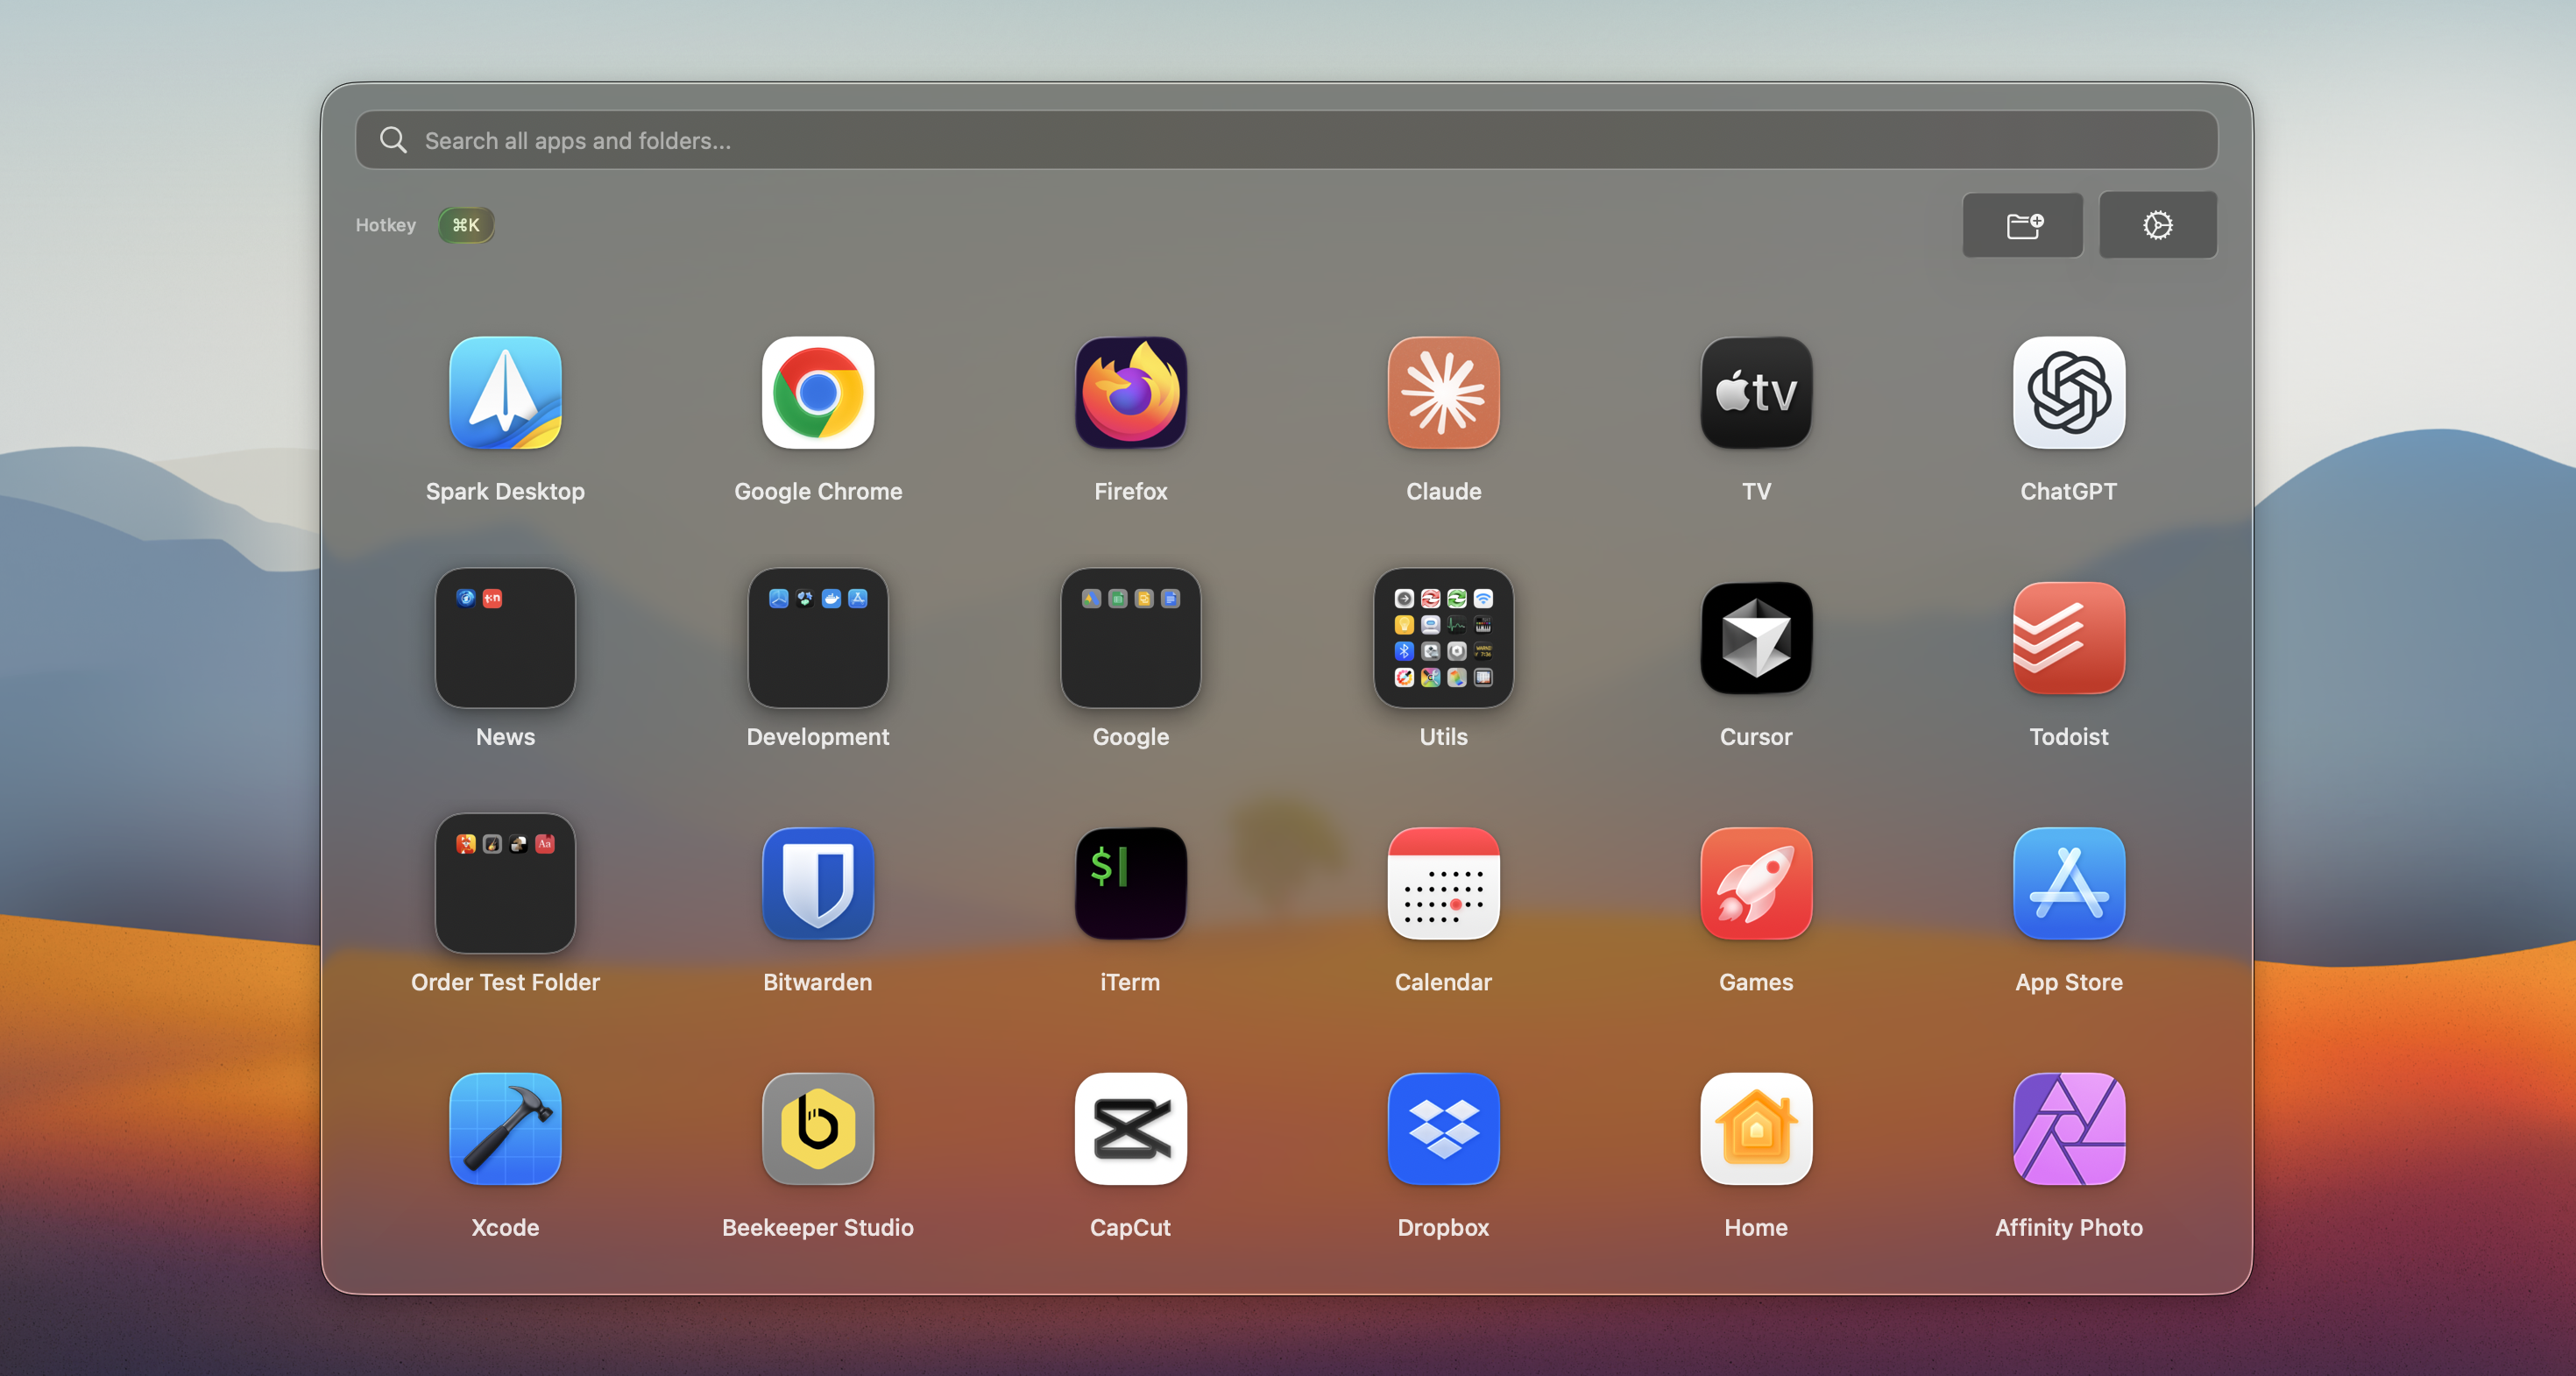 Search all apps and folders...
Hotkey ⌘K
tv
Spark Desktop Google Chrome Firefox Claude TV ChatGPT
News Development Google Utils Cursor Todoist
Aa
$
Order Test Folder Bitwarden iTerm Calendar Games App Store
b
Xcode Beekeeper Studio CapCut Dropbox Home Affinity Photo